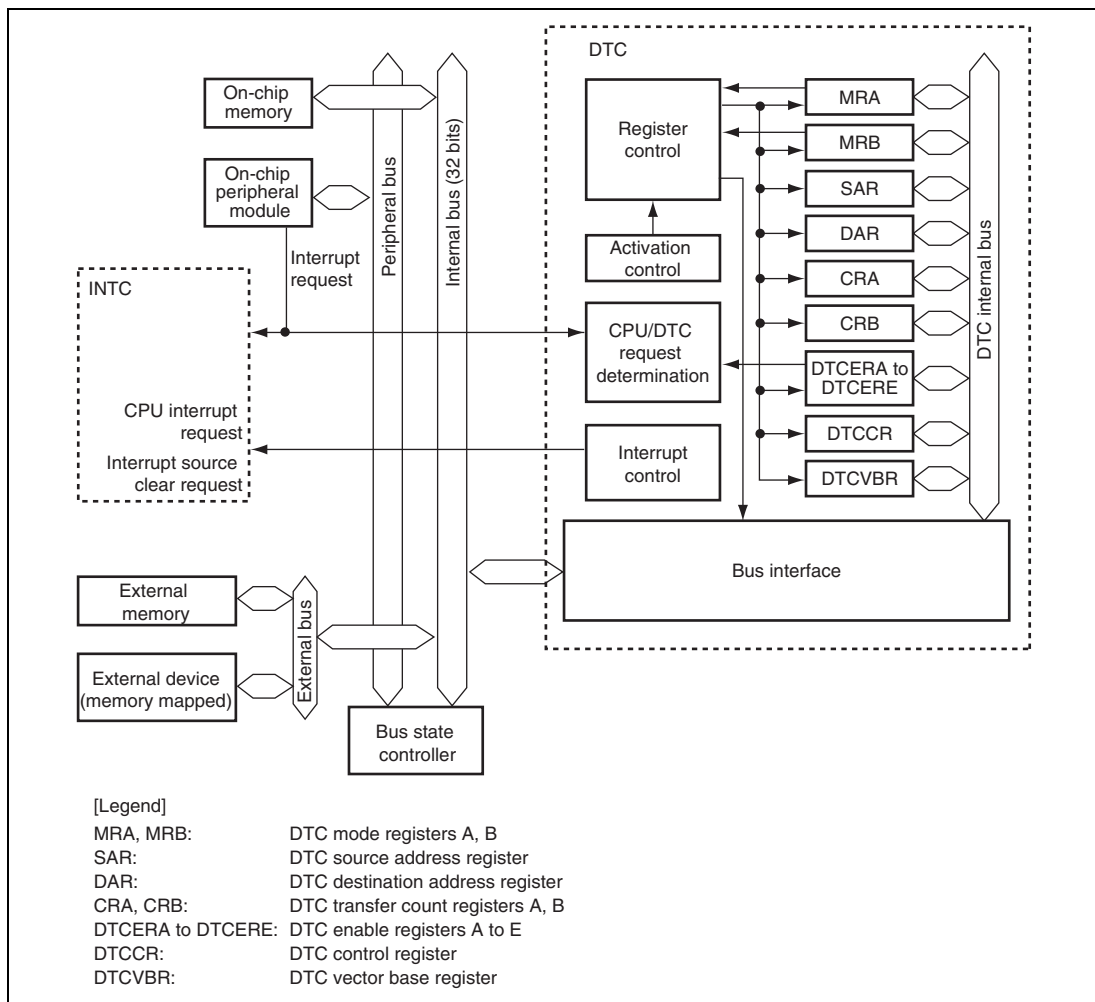 DTC
On-chip
memory
On-chip
peripheral
module
Interrupt
request
Peripheral bus
Internal bus (32 bits)
INTC
CPU interrupt
request
Interrupt source
clear request
Register
control
Activation
control
CPU/DTC
request
determination
Interrupt
control
MRA
MRB
SAR
DAR
CRA
CRB
DTCERA to
DTCERE
DTCCR
DTCVBR
DTC internal bus
Bus interface
External
memory
External device
(memory mapped)
External bus
Bus state
controller
[Legend]
MRA, MRB: DTC mode registers A, B
SAR: DTC source address register
DAR: DTC destination address register
CRA, CRB: DTC transfer count registers A, B
DTCERA to DTCERE: DTC enable registers A to E
DTCCR: DTC control register
DTCVBR: DTC vector base register